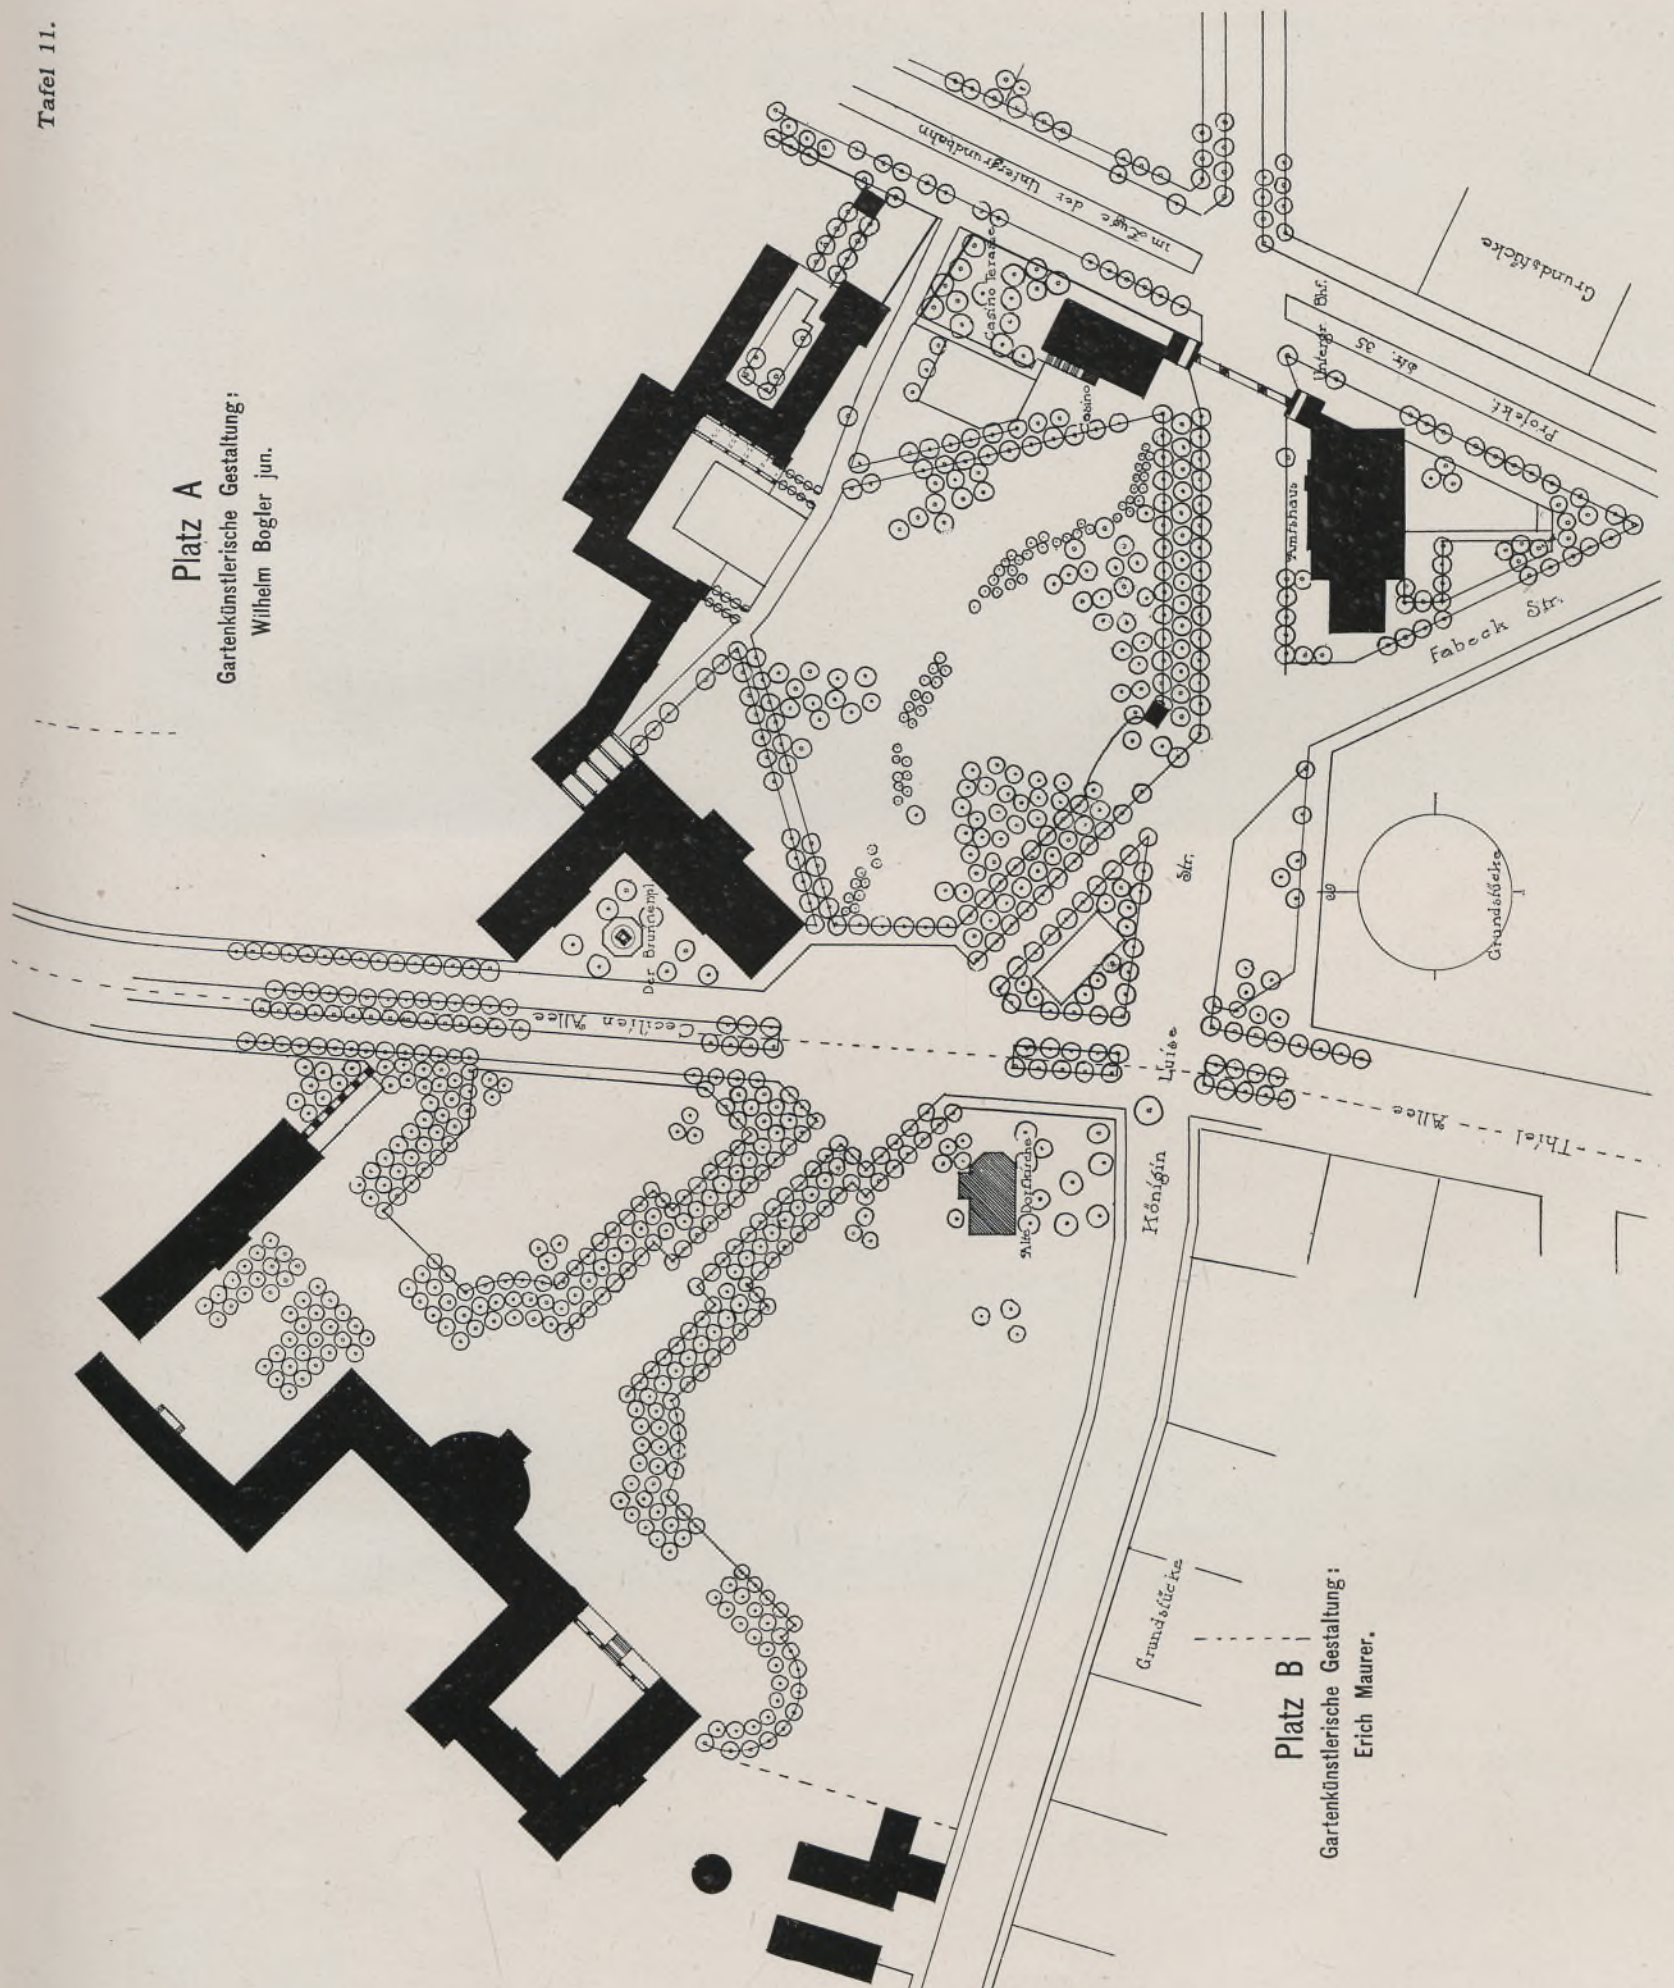 Tafel 11.
Platz A
Gartenkünstlerische Gestaltung:
Wilhelm Bogler jun.
im Zuge der Untergrundbahn
Casino Terasse
Casino
Untergr. Bhf.
Projekt. Str. 35
Grundstücke
Amtshaus
Fabeck Str.
Der Brunnenpl.
Cecilien Allee
Grundstücke
Königin Luise Str.
Thiel Allee
Alte Dorfkirche
Grundstücke
Platz B
Gartenkünstlerische Gestaltung:
Erich Maurer.